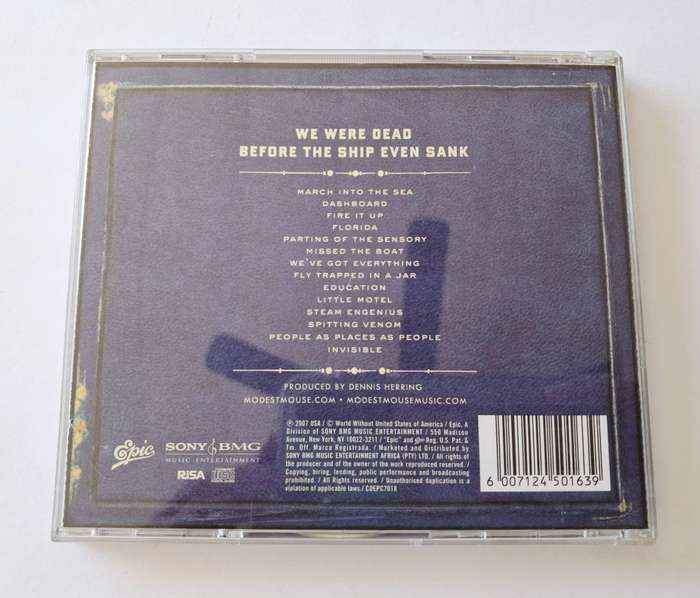 WE WERE DEAD
BEFORE THE SHIP EVEN SANK
MARCH INTO THE SEA
DASHBOARD
FIRE IT UP
FLORIDA
PARTING OF THE SENSORY
MISSED THE BOAT
WE'VE GOT EVERYTHING
FLY TRAPPED IN A JAR
EDUCATION
LITTLE MOTEL
STEAM ENGENIUS
SPITTING VENOM
PEOPLE AS PLACES AS PEOPLE
INVISIBLE
PRODUCED BY DENNIS HERRING
MODESTMOUSE.COM • MODESTMOUSEMUSIC.COM
Epic
SONY BMG
MUSIC ENTERTAINMENT
RiSA
℗ 2007 USA / © World Without United States of America / Epic, A
Division of SONY BMG MUSIC ENTERTAINMENT / 550 Madison
Avenue, New York, NY 10022-3211 / "Epic" and Epic Reg. U.S. Pat. &
Tm. Off. Marca Registrada. / Marketed and Distributed by
SONY BMG MUSIC ENTERTAINMENT AFRICA (PTY) LTD. / All rights of
the producer and of the owner of the work reproduced reserved. /
Copying, hiring, lending, public performance and broadcasting
prohibited. / All Rights Reserved. / Unauthorised duplication is a
violation of applicable laws. / CDEPC7018
6 007124 501639